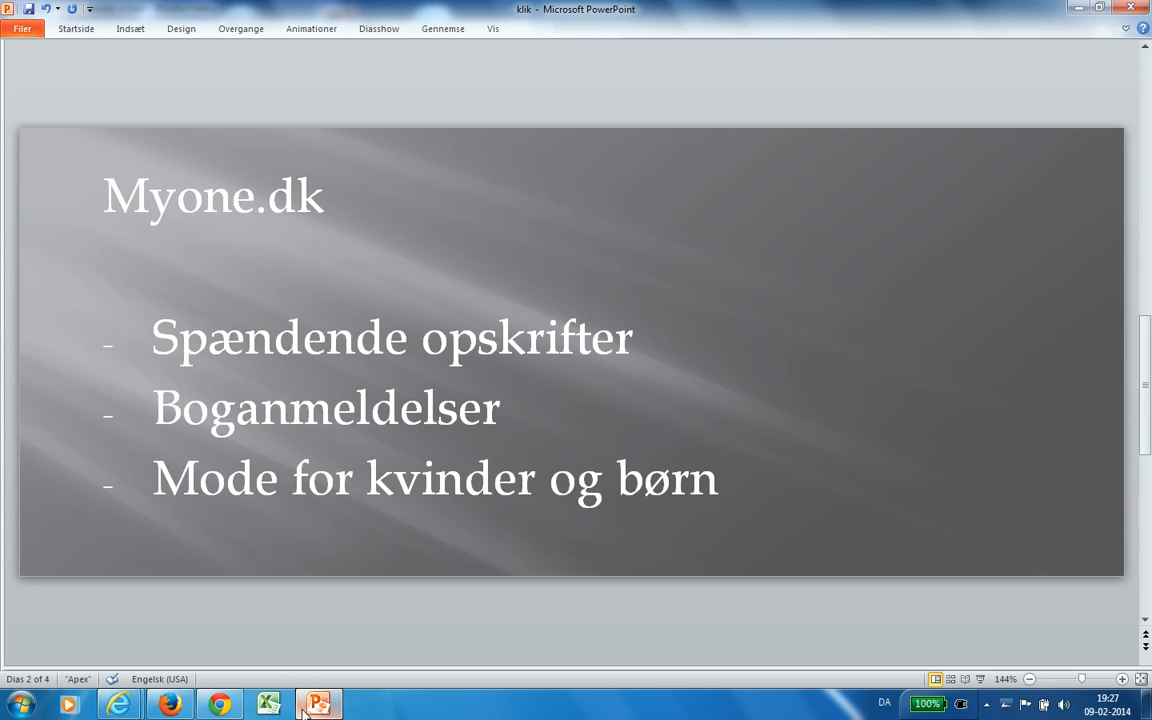 klik - Microsoft PowerPoint
Filer Startside Indsæt Design Overgange Animationer Diasshow Gennemse Vis
Myone.dk
- Spændende opskrifter
- Boganmeldelser
- Mode for kvinder og børn
Dias 2 of 4 "Apex" Engelsk (USA) 144%
DA 100% 19:27
09-02-2014